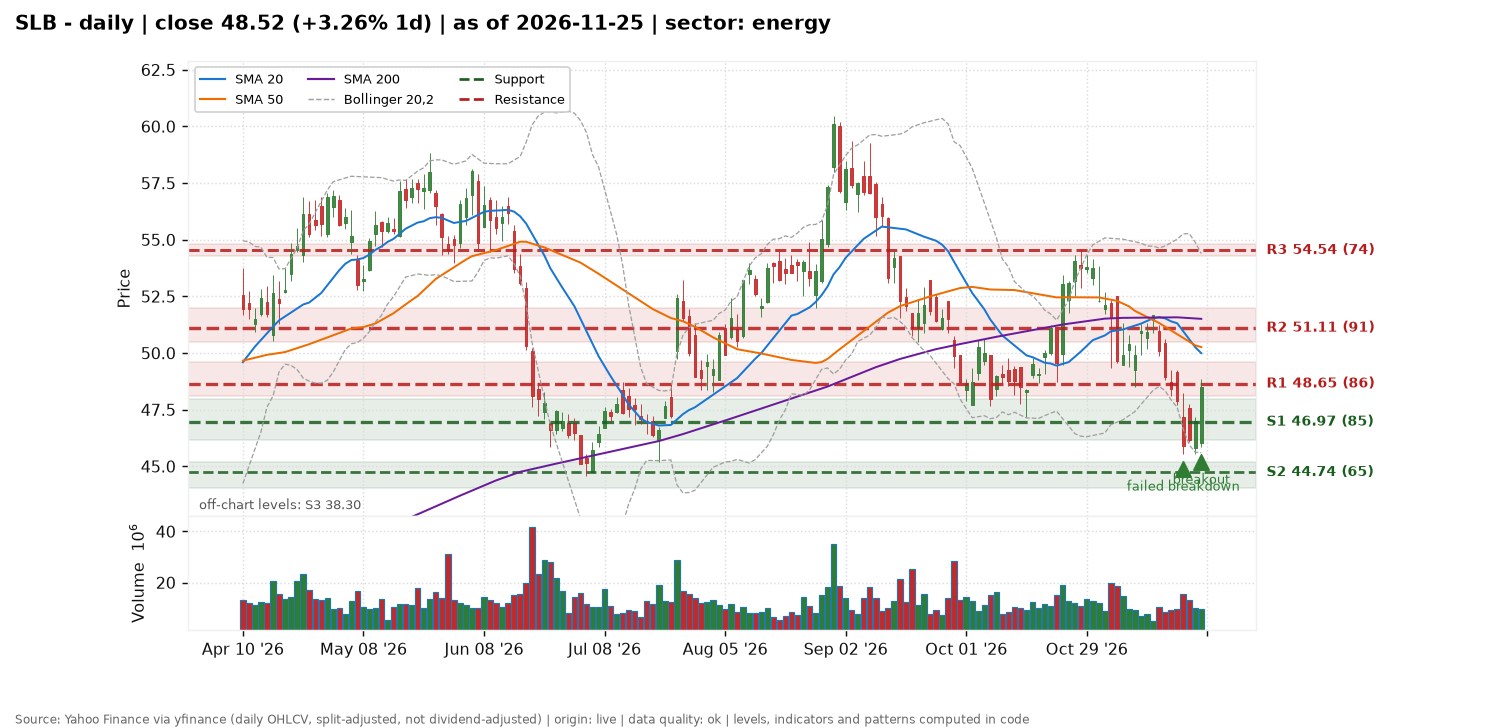 SLB - daily | close 48.52 (+3.26% 1d) | as of 2026-11-25 | sector: energy
SMA 20
SMA 50
SMA 200
Bollinger 20,2
Support
Resistance
Price
62.5
60.0
57.5
55.0
52.5
50.0
47.5
45.0
R3 54.54 (74)
R2 51.11 (91)
R1 48.65 (86)
S1 46.97 (85)
S2 44.74 (65)
breakout
failed breakdown
off-chart levels: S3 38.30
Volume 10⁶
40
20
Apr 10 '26
May 08 '26
Jun 08 '26
Jul 08 '26
Aug 05 '26
Sep 02 '26
Oct 01 '26
Oct 29 '26
Source: Yahoo Finance via yfinance (daily OHLCV, split-adjusted, not dividend-adjusted) | origin: live | data quality: ok | levels, indicators and patterns computed in code